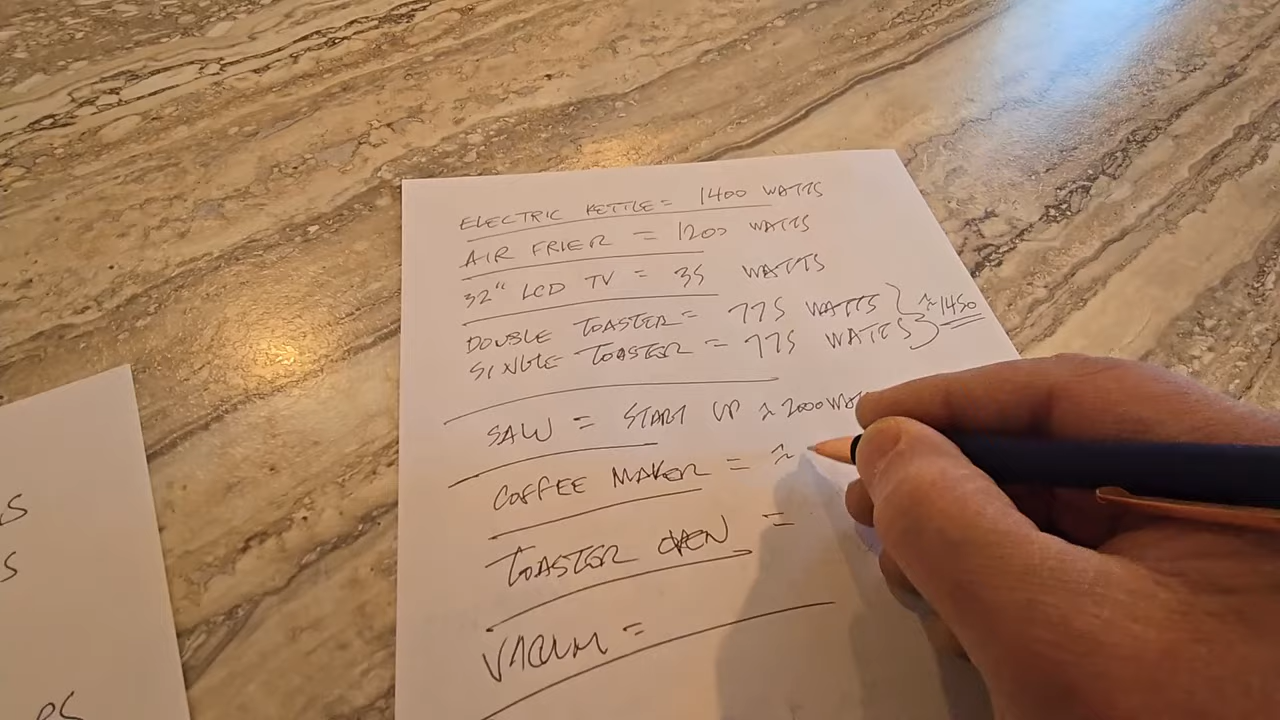 ELECTRIC KETTLE = 1400 WATTS
AIR FRIER = 1200 WATTS
32" LCD TV = 35 WATTS
DOUBLE TOASTER = 775 WATTS } ≈1450
SINGLE TOASTER = 775 WATTS
SAW = START UP ≈ 2000 WAT
COFFEE MAKER = ≈
TOASTER OVEN =
VACUUM =